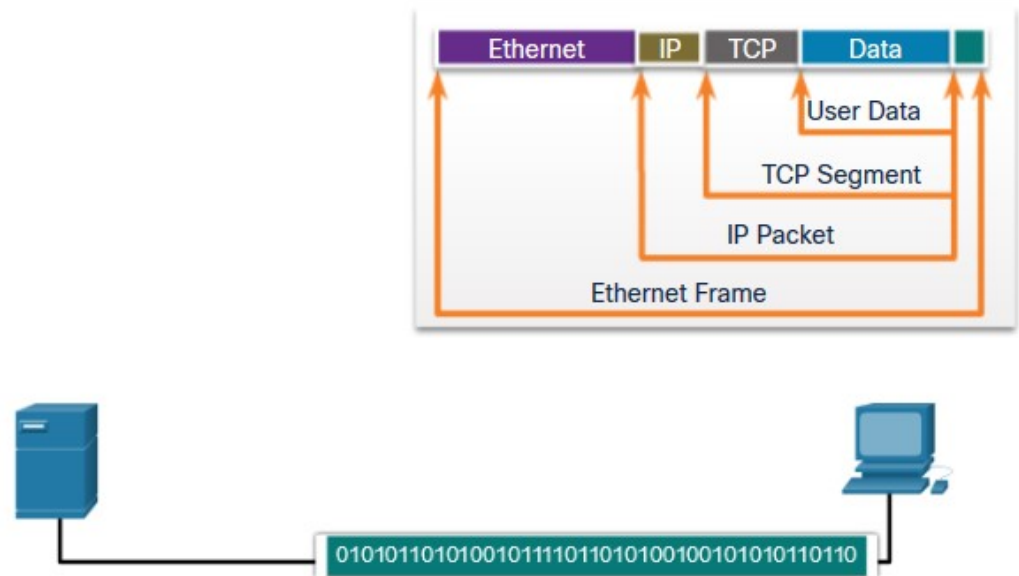 Ethernet IP TCP Data
User Data
TCP Segment
IP Packet
Ethernet Frame
0101011010100101111011010100100101010110110